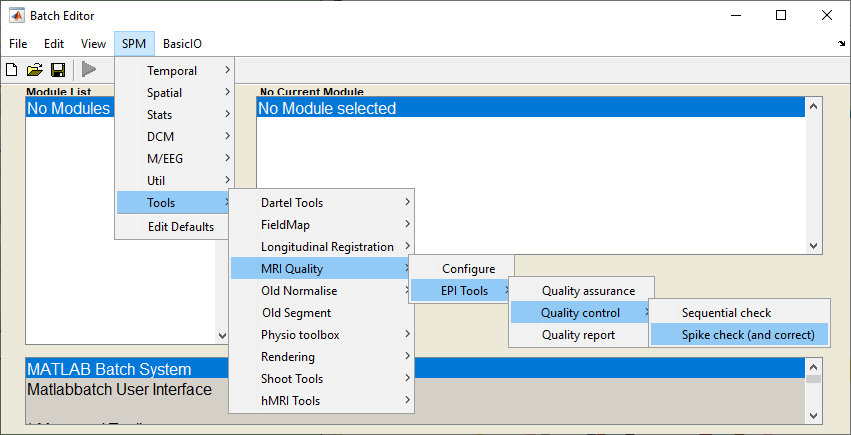 Batch Editor
File Edit View SPM BasicIO
Module List
No Current Module
No Modules
No Module selected
Temporal
Spatial
Stats
DCM
M/EEG
Util
Tools
Edit Defaults
Dartel Tools
FieldMap
Longitudinal Registration
MRI Quality
Old Normalise
Old Segment
Physio toolbox
Rendering
Shoot Tools
hMRI Tools
Configure
EPI Tools
Quality assurance
Quality control
Quality report
Sequential check
Spike check (and correct)
MATLAB Batch System
Matlabbatch User Interface